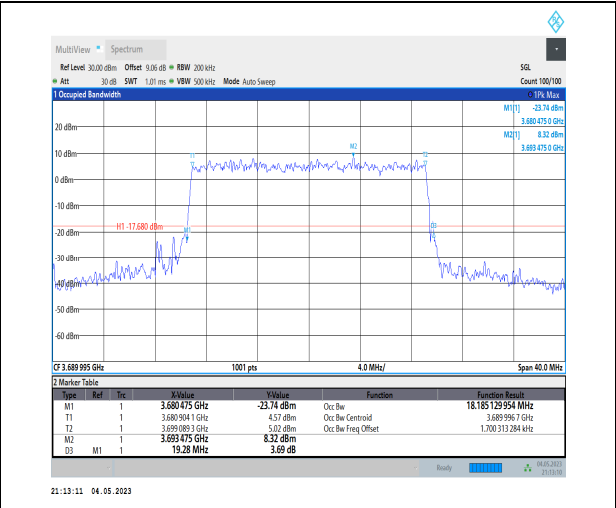 MultiView Spectrum
Ref Level 30.00 dBm Offset 9.06 dB RBW 200 kHz SGL
Att 30 dB SWT 1.01 ms VBW 500 kHz Mode Auto Sweep Count 100/100
1 Occupied Bandwidth 1Pk Max
M1[1] -23.74 dBm
3.680 475 0 GHz
M2[1] 8.32 dBm
3.693 475 0 GHz
20 dBm
10 dBm
0 dBm
-10 dBm
-20 dBm
-30 dBm
-40 dBm
-50 dBm
-60 dBm
H1 -17.680 dBm
T1
M2
T2
M1
D3
CF 3.689 995 GHz 1001 pts 4.0 MHz/ Span 40.0 MHz
2 Marker Table
Type Ref Trc X-Value Y-Value Function Function Result
M1 1 3.680 475 GHz -23.74 dBm Occ Bw 18.185 129 954 MHz
T1 1 3.680 904 1 GHz 4.57 dBm Occ Bw Centroid 3.689 996 7 GHz
T2 1 3.699 089 3 GHz 5.02 dBm Occ Bw Freq Offset 1.700 313 284 kHz
M2 1 3.693 475 GHz 8.32 dBm
D3 M1 1 19.28 MHz 3.69 dB
Ready 04.05.2023
21:13:10
21:13:11 04.05.2023